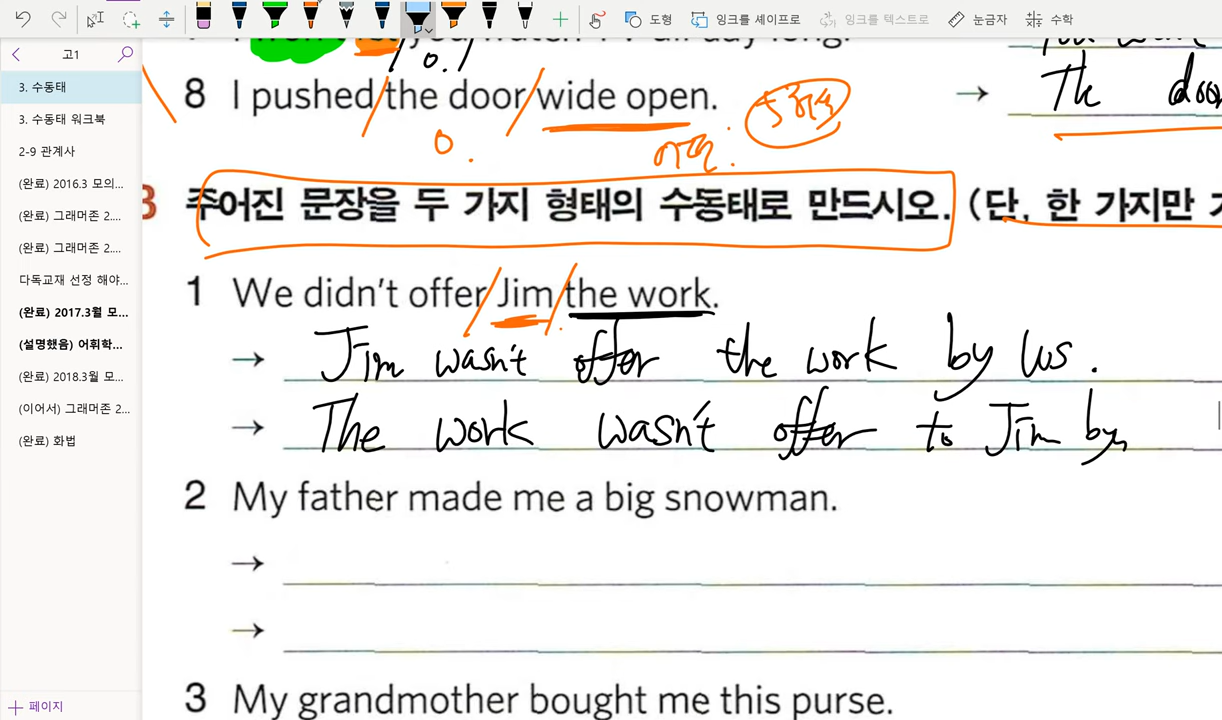 도형
잉크를 셰이프로
잉크를 텍스트로
눈금자
수학
고1
3. 수동태
3. 수동태 워크북
2-9 관계사
(완료) 2016.3 모의...
(완료) 그래머존 2....
(완료) 그래머존 2....
다독교재 선정 해야...
(완료) 2017.3월 모...
(설명했음) 어휘학...
(완료) 2018.3월 모...
(이어서) 그래머존 2...
(완료) 화법
페이지
all day long.
8 I pushed the door wide open.
→ The door
O.
주어진 문장을 두 가지 형태의 수동태로 만드시오. (단, 한 가지만 가
1 We didn't offer Jim the work.
→ Jim wasn't offer the work by us.
→ The work wasn't offer to Jim by
2 My father made me a big snowman.
→
→
3 My grandmother bought me this purse.